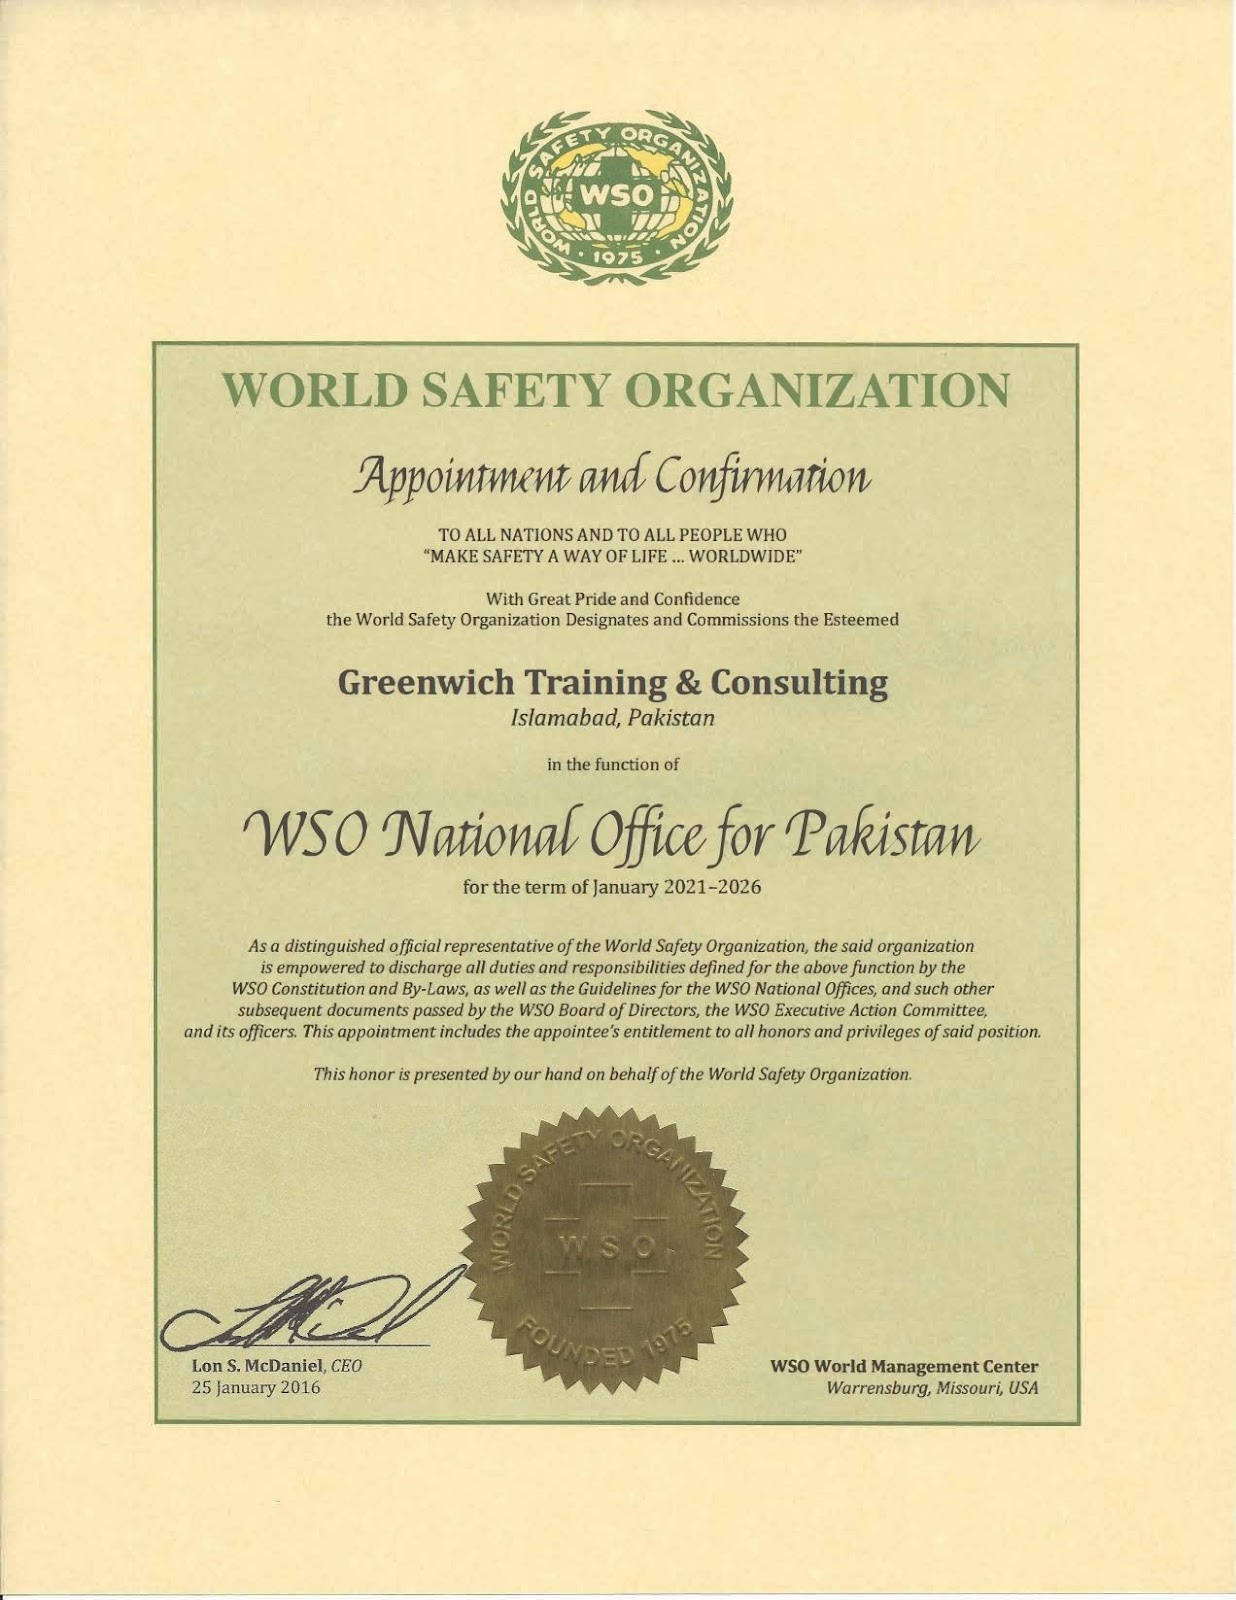 WORLD SAFETY ORGANIZATION
WSO
· 1975 ·
WORLD SAFETY ORGANIZATION
Appointment and Confirmation
TO ALL NATIONS AND TO ALL PEOPLE WHO
“MAKE SAFETY A WAY OF LIFE ... WORLDWIDE”
With Great Pride and Confidence
the World Safety Organization Designates and Commissions the Esteemed
Greenwich Training & Consulting
Islamabad, Pakistan
in the function of
WSO National Office for Pakistan
for the term of January 2021–2026
As a distinguished official representative of the World Safety Organization, the said organization
is empowered to discharge all duties and responsibilities defined for the above function by the
WSO Constitution and By-Laws, as well as the Guidelines for the WSO National Offices, and such other
subsequent documents passed by the WSO Board of Directors, the WSO Executive Action Committee,
and its officers. This appointment includes the appointee’s entitlement to all honors and privileges of said position.
This honor is presented by our hand on behalf of the World Safety Organization.
WORLD SAFETY ORGANIZATION
WSO
FOUNDED 1975
Lon S. McDaniel, CEO
25 January 2016
WSO World Management Center
Warrensburg, Missouri, USA